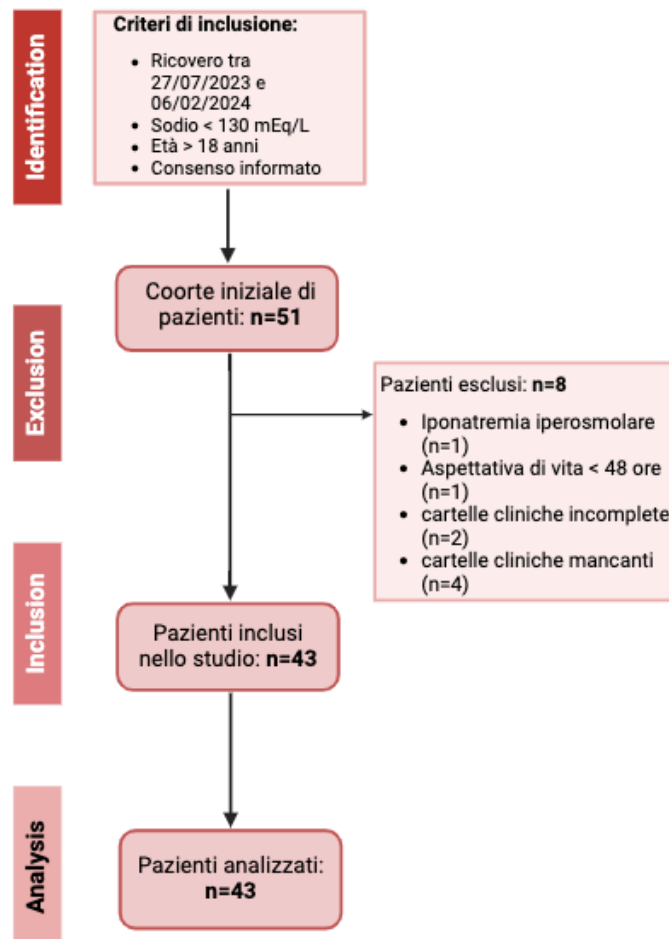 Identification
Criteri di inclusione:
• Ricovero tra
27/07/2023 e
06/02/2024
• Sodio < 130 mEq/L
• Età > 18 anni
• Consenso informato
Exclusion
Coorte iniziale di
pazienti: n=51
Pazienti esclusi: n=8
• Iponatremia iperosmolare
(n=1)
• Aspettativa di vita < 48 ore
(n=1)
• cartelle cliniche incomplete
(n=2)
• cartelle cliniche mancanti
(n=4)
Inclusion
Pazienti inclusi
nello studio: n=43
Analysis
Pazienti analizzati:
n=43